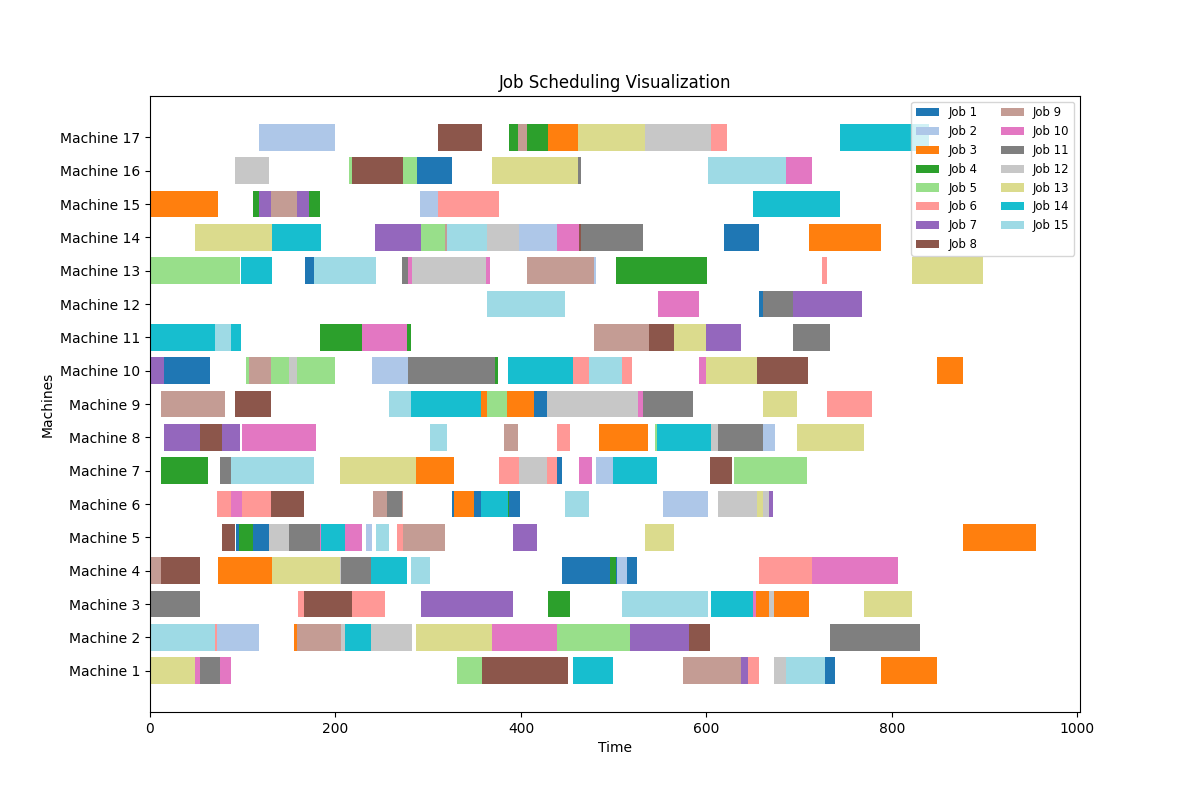 Job Scheduling Visualization
Machine 17
Machine 16
Machine 15
Machine 14
Machine 13
Machine 12
Machine 11
Machine 10
Machine 9
Machine 8
Machine 7
Machine 6
Machine 5
Machine 4
Machine 3
Machine 2
Machine 1
Machines
0 200 400 600 800 1000
Time
Job 1 Job 9
Job 2 Job 10
Job 3 Job 11
Job 4 Job 12
Job 5 Job 13
Job 6 Job 14
Job 7 Job 15
Job 8